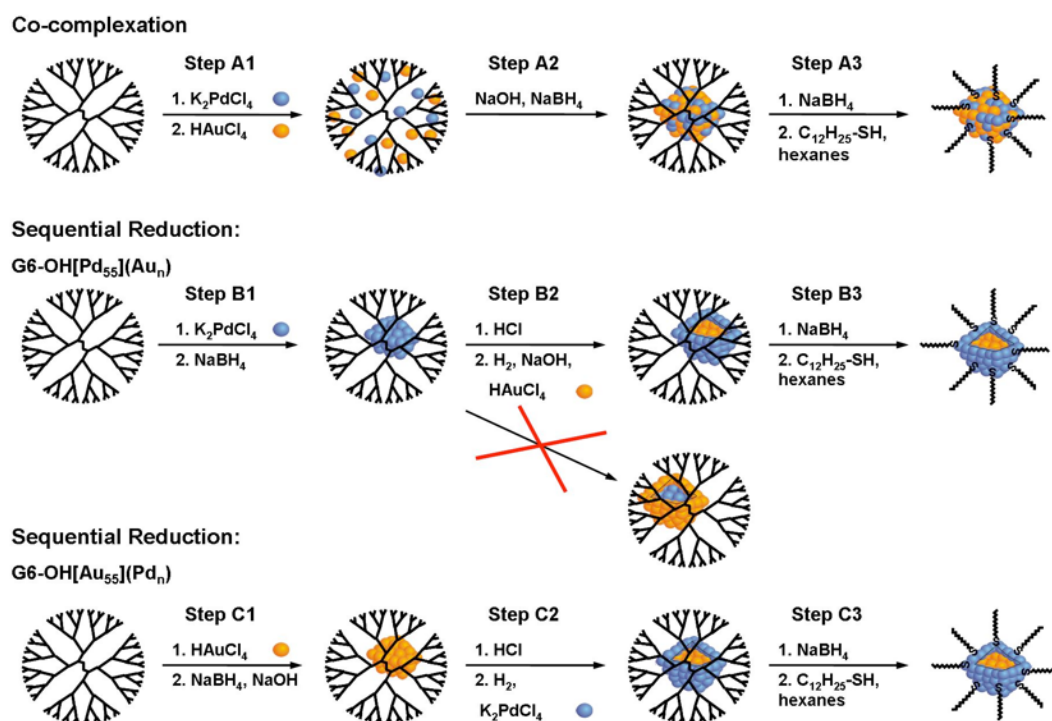 Co-complexation
Step A1
1. K₂PdCl₄
2. HAuCl₄
Step A2
NaOH, NaBH₄
Step A3
1. NaBH₄
2. C₁₂H₂₅-SH,
hexanes
S S S S S S S S
Sequential Reduction:
G6-OH[Pd₅₅](Auₙ)
Step B1
1. K₂PdCl₄
2. NaBH₄
Step B2
1. HCl
2. H₂, NaOH,
HAuCl₄
Step B3
1. NaBH₄
2. C₁₂H₂₅-SH,
hexanes
S S S S S S S S
Sequential Reduction:
G6-OH[Au₅₅](Pdₙ)
Step C1
1. HAuCl₄
2. NaBH₄, NaOH
Step C2
1. HCl
2. H₂,
K₂PdCl₄
Step C3
1. NaBH₄
2. C₁₂H₂₅-SH,
hexanes
S S S S S S S S